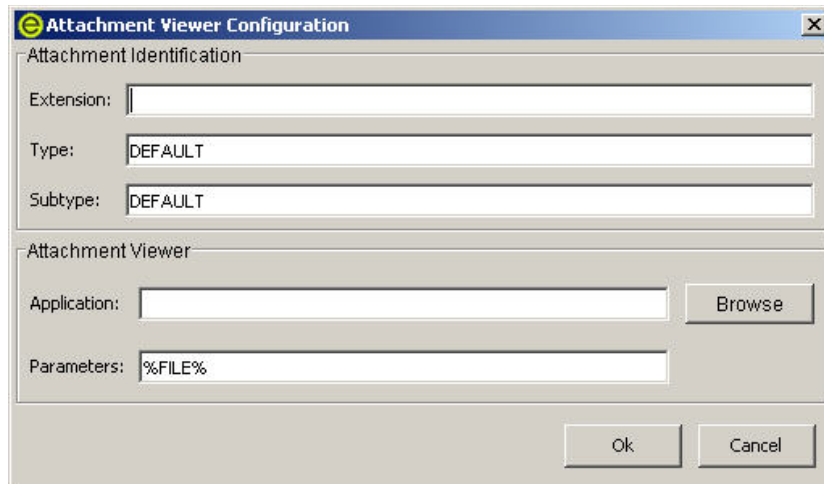 Attachment Viewer Configuration
Attachment Identification
Extension:
Type: DEFAULT
Subtype: DEFAULT
Attachment Viewer
Application: Browse
Parameters: %FILE%
Ok Cancel